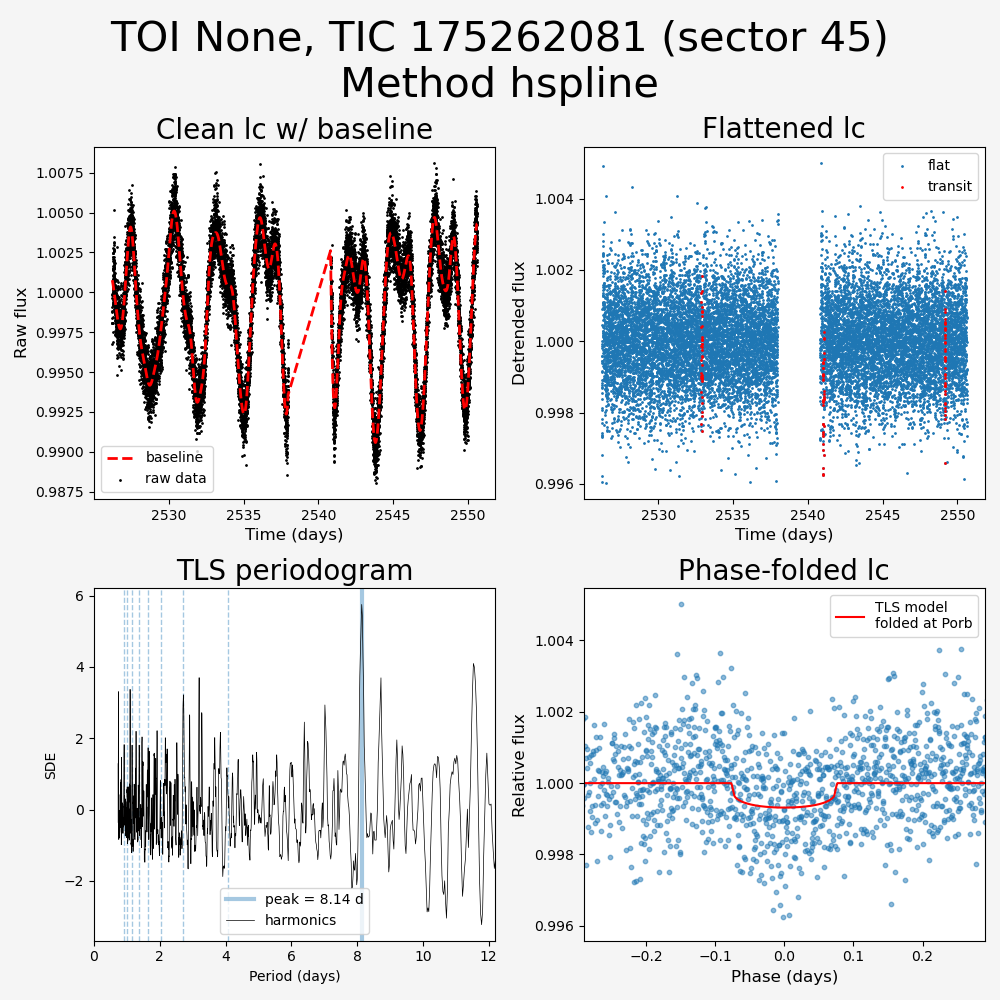 TOI None, TIC 175262081 (sector 45)
Method hspline
Clean lc w/ baseline
Raw flux
1.0075
1.0050
1.0025
1.0000
0.9975
0.9950
0.9925
0.9900
0.9875
baseline
raw data
2530
2535
2540
2545
2550
Time (days)
Flattened lc
Detrended flux
1.004
1.002
1.000
0.998
0.996
flat
transit
2530
2535
2540
2545
2550
Time (days)
TLS periodogram
SDE
6
4
2
0
−2
peak = 8.14 d
harmonics
0
2
4
6
8
10
12
Period (days)
Phase-folded lc
Relative flux
1.004
1.002
1.000
0.998
0.996
TLS model
folded at Porb
−0.2
−0.1
0.0
0.1
0.2
Phase (days)